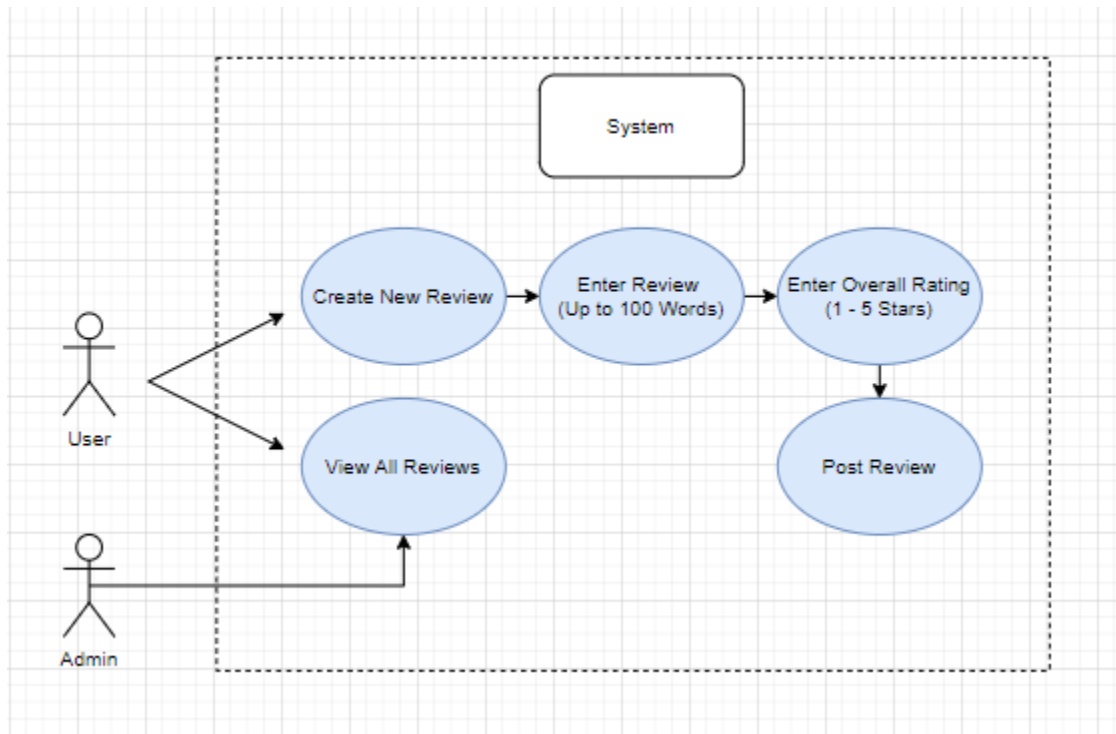 System
Create New Review
Enter Review
(Up to 100 Words)
Enter Overall Rating
(1 - 5 Stars)
User
View All Reviews
Post Review
Admin